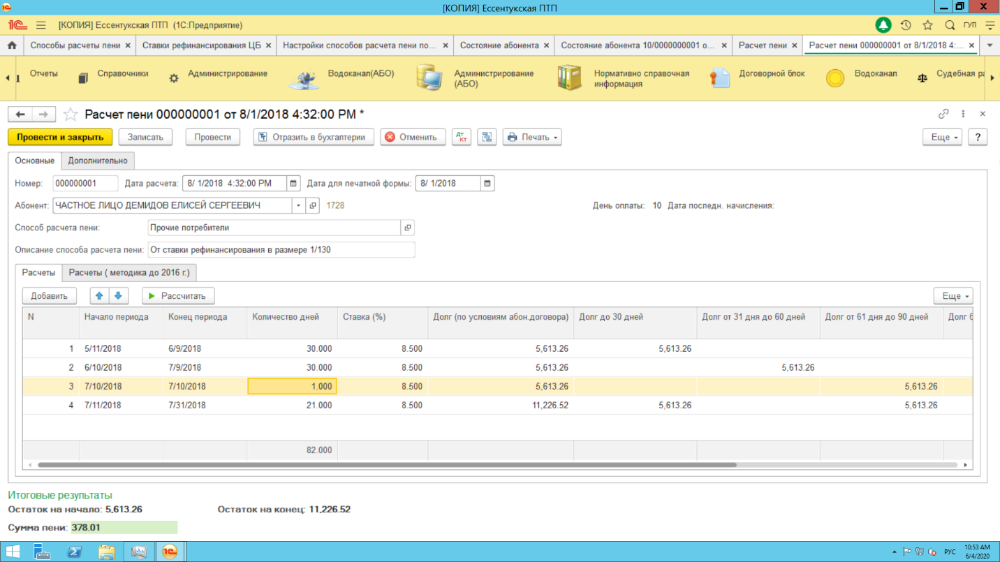 [КОПИЯ] Ессентукская ПТП
[КОПИЯ] Ессентукская ПТП (1С:Предприятие)
ГУП
Способы расчеты пени
Ставки рефинансирования ЦБ
Настройки способов расчета пени по...
Состояние абонента
Состояние абонента 10/0000000001 о...
Расчет пени
Расчет пени 000000001 от 8/1/2018 4:...
Отчеты
Справочники
Администрирование
Водоканал(АБО)
Администрирование (АБО)
Нормативно справочная информация
Договорной блок
Водоканал
Судебная ра
Расчет пени 000000001 от 8/1/2018 4:32:00 PM *
Провести и закрыть
Записать
Провести
Отразить в бухгалтерии
Отменить
Дт Кт
Печать
Еще
?
Основные
Дополнительно
Номер: 000000001 Дата расчета: 8/ 1/2018 4:32:00 PM Дата для печатной формы: 8/ 1/2018
Абонент: ЧАСТНОЕ ЛИЦО ДЕМИДОВ ЕЛИСЕЙ СЕРГЕЕВИЧ 1728 День оплаты: 10 Дата последн. начисления:
Способ расчета пени: Прочие потребители
Описание способа расчета пени: От ставки рефинансирования в размере 1/130
Расчеты
Расчеты ( методика до 2016 г.)
Добавить
Рассчитать
Еще
N Начало периода Конец периода Количество дней Ставка (%) Долг (по условиям абон.договора) Долг до 30 дней Долг от 31 дня до 60 дней Долг от 61 дня до 90 дней Долг б
1 5/11/2018 6/9/2018 30.000 8.500 5,613.26 5,613.26
2 6/10/2018 7/9/2018 30.000 8.500 5,613.26 5,613.26
3 7/10/2018 7/10/2018 1.000 8.500 5,613.26 5,613.26
4 7/11/2018 7/31/2018 21.000 8.500 11,226.52 5,613.26 5,613.26
82.000
Итоговые результаты
Остаток на начало: 5,613.26 Остаток на конец: 11,226.52
Сумма пени: 378.01
РУС
10:53 AM
6/4/2020